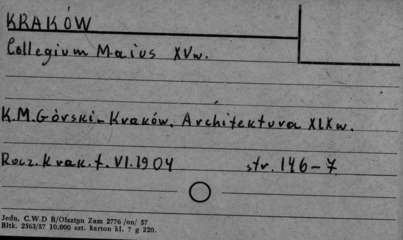 KRAKÓW
Collegium Maius XVw.
K.M.Górski-Kraków. Architektura XIXw.
Rocz. Krak. t. VI. 1904 str. 146-7
Jedn. C.W.D B/Olsztyn Zam 2776 /on/ 57
Bltk. 2563/57 10.000 szt. karton kl. 7 g 220.